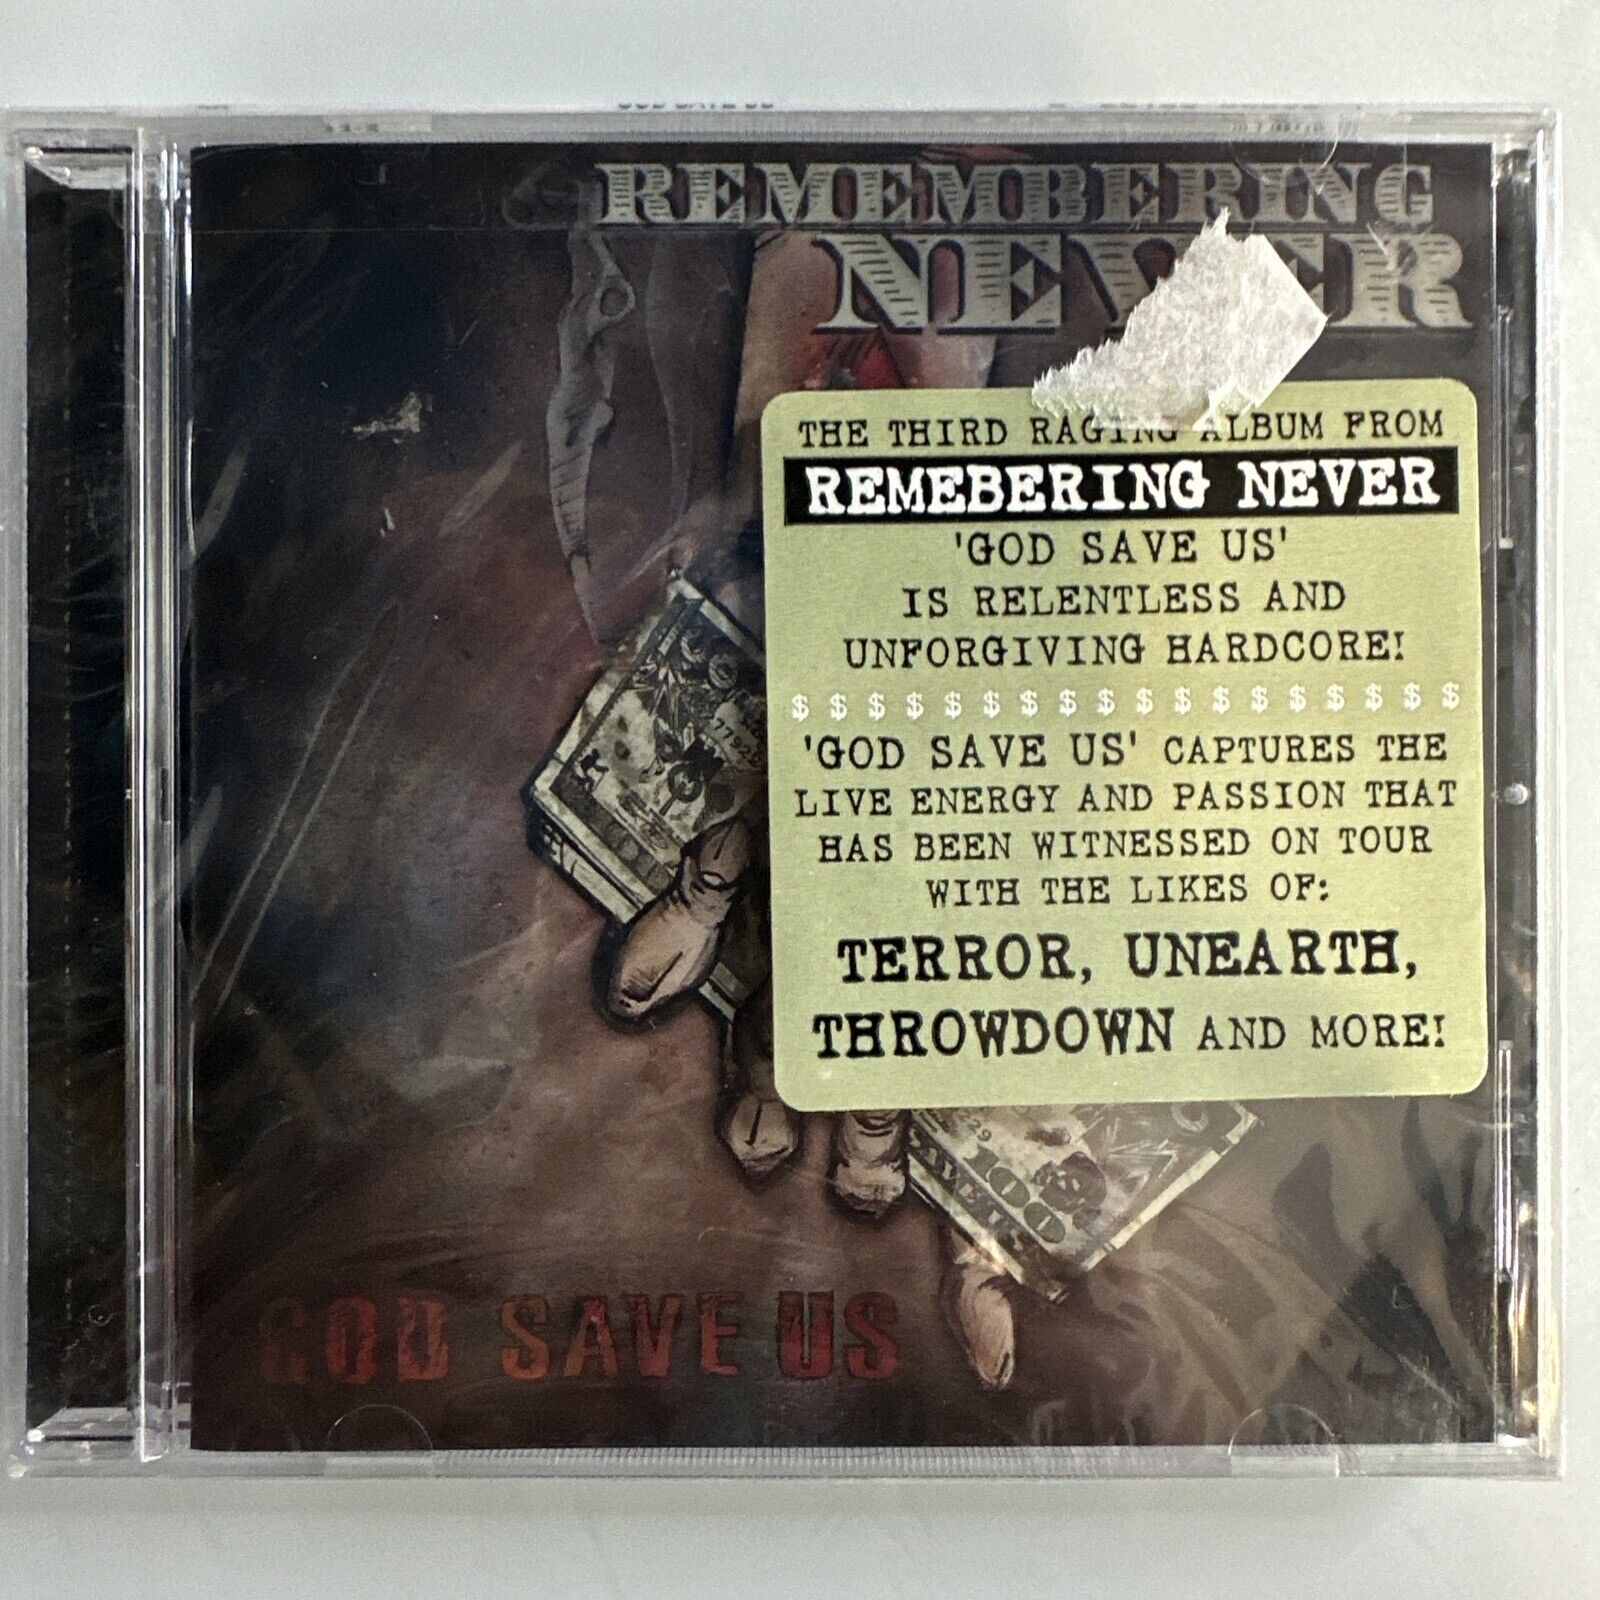 REMEMBERING
NEVER
THE THIRD RAGING ALBUM FROM
REMEBERING NEVER
'GOD SAVE US'
IS RELENTLESS AND
UNFORGIVING HARDCORE!
$ $ $ $ $ $ $ $ $ $ $ $ $ $ $ $ $ $
'GOD SAVE US' CAPTURES THE
LIVE ENERGY AND PASSION THAT
HAS BEEN WITNESSED ON TOUR
WITH THE LIKES OF:
TERROR, UNEARTH,
THROWDOWN AND MORE!
100
GOD SAVE US